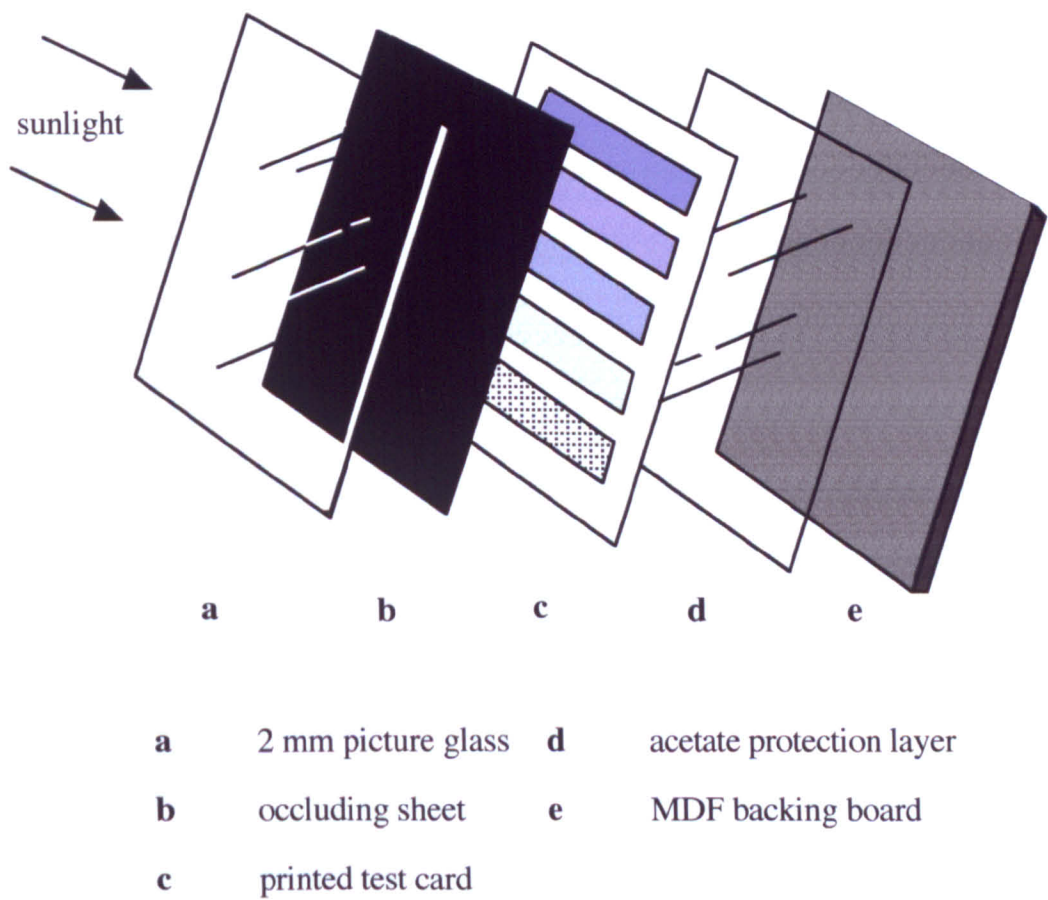 sunlight
a b c d e
a 2 mm picture glass d acetate protection layer
b occluding sheet e MDF backing board
c printed test card